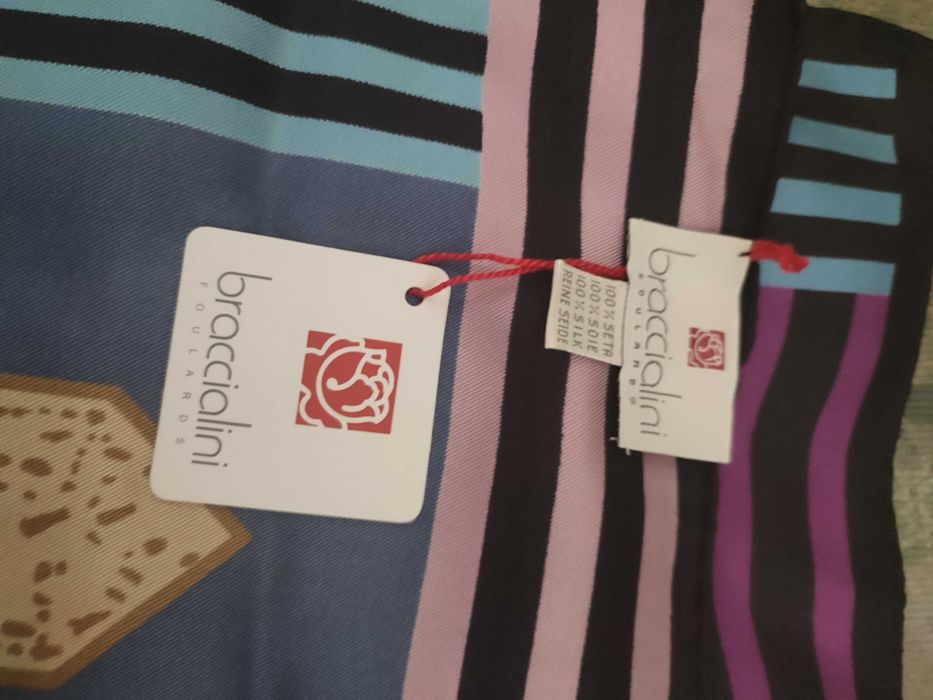 braccialini
FOULARDS
100% SETA
100% SOIE
100% SILK
REINE SEIDE
braccialini
FOULARDS